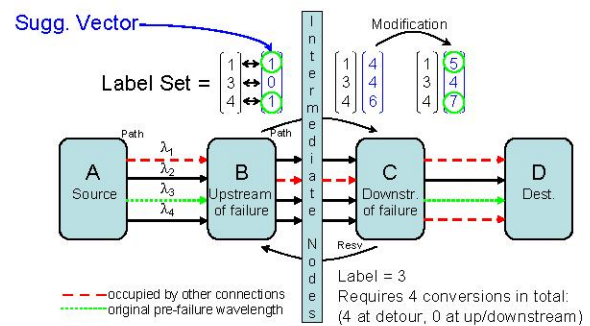 Sugg. Vector
Modification
Label Set =
1 1
3 0
4 1
1 4
3 4
4 6
1 5
3 4
4 7
Path
Path
A
Source
λ1
λ2
λ3
λ4
B
Upstream
of failure
Intermediate Nodes
C
Downstr.
of failure
D
Dest.
Resv
Label = 3
Requires 4 conversions in total:
(4 at detour, 0 at up/downstream)
occupied by other connections
original pre-failure wavelength